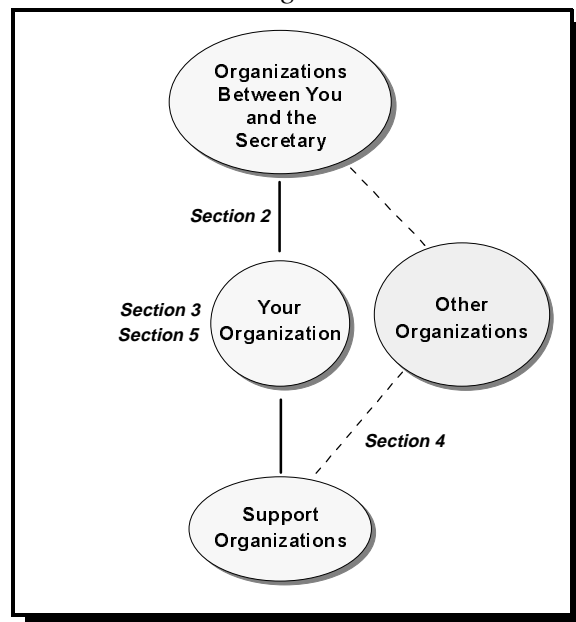 Organizations
Between You
and the
Secretary
Section 2
Section 3
Section 5
Your
Organization
Other
Organizations
Section 4
Support
Organizations